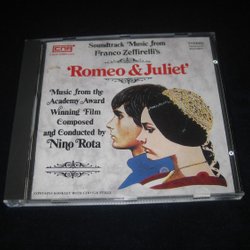 Soundtrack Music from
Franco Zeffirelli's
'Romeo & Juliet'
Music from the
Academy Award
Winning Film
Composed
and Conducted by
Nino Rota